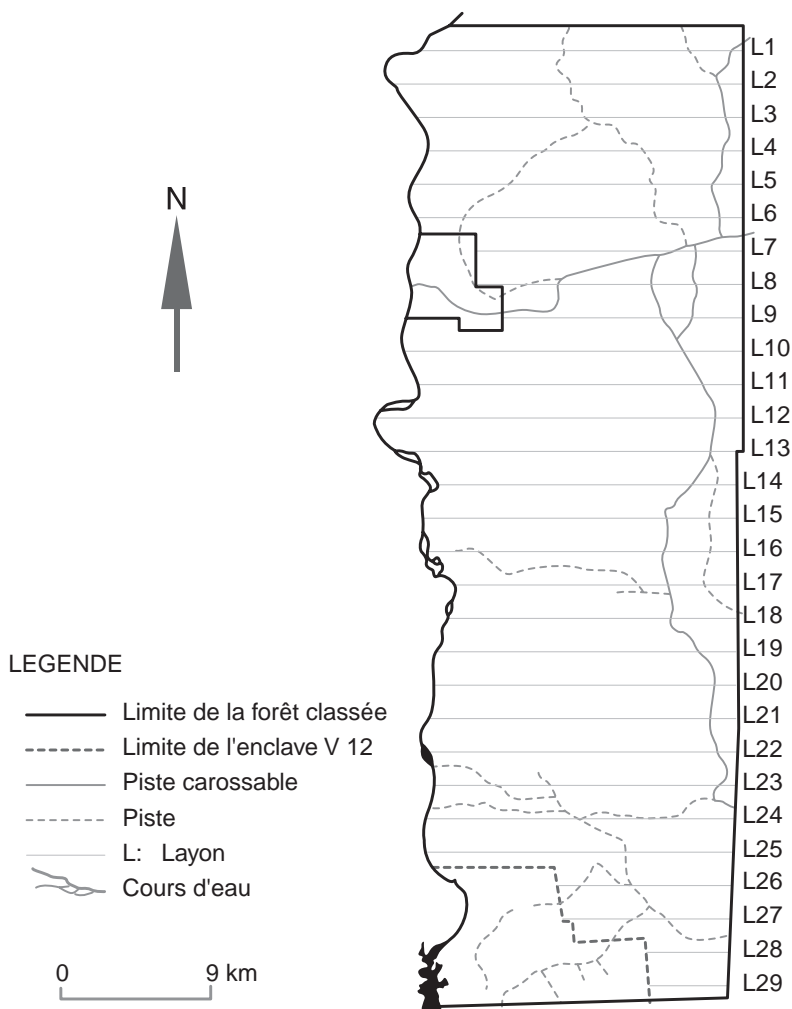 L1
L2
L3
L4
L5
N
L6
L7
L8
L9
L10
L11
L12
L13
L14
L15
L16
L17
L18
L19
LEGENDE
L20
Limite de la forêt classée
L21
Limite de l'enclave V 12
L22
Piste carossable
L23
Piste
L24
L: Layon
L25
Cours d'eau
L26
L27
L28
0 9 km
L29